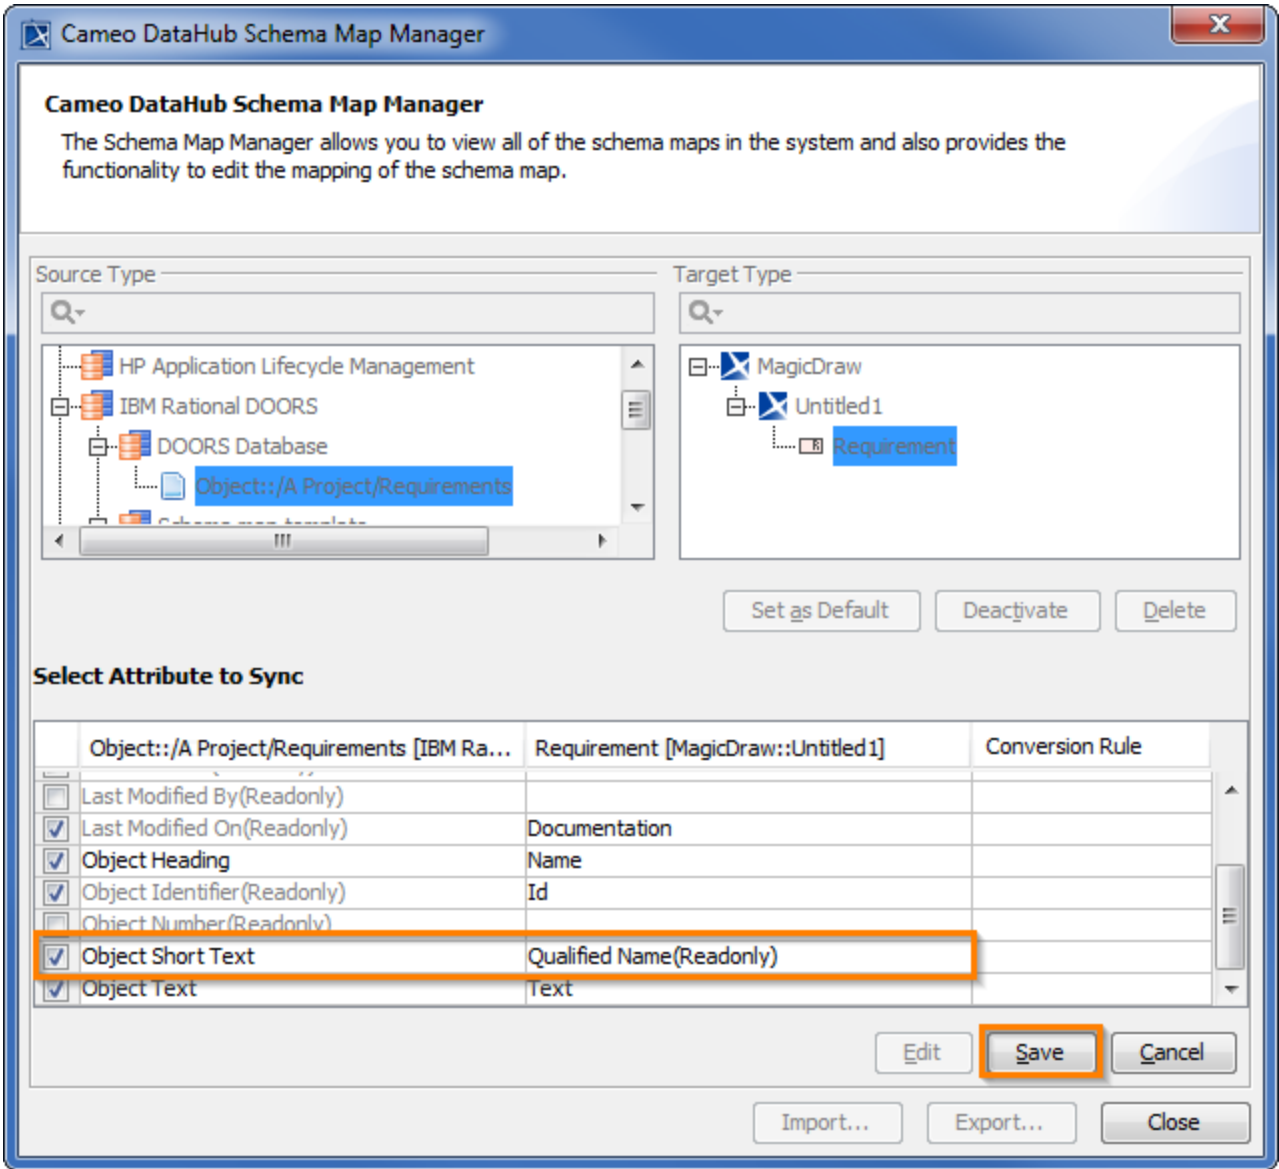 Cameo DataHub Schema Map Manager
X
Cameo DataHub Schema Map Manager
The Schema Map Manager allows you to view all of the schema maps in the system and also provides the
functionality to edit the mapping of the schema map.
Source Type
Target Type
HP Application Lifecycle Management
IBM Rational DOORS
DOORS Database
Object::/A Project/Requirements
Schema map template
MagicDraw
Untitled1
Requirement
Set as Default
Deactivate
Delete
Select Attribute to Sync
Object::/A Project/Requirements [IBM Ra...
Requirement [MagicDraw::Untitled1]
Conversion Rule
Last Modified By(Readonly)
Last Modified On(Readonly)
Documentation
Object Heading
Name
Object Identifier(Readonly)
Id
Object Number(Readonly)
Object Short Text
Qualified Name(Readonly)
Object Text
Text
Edit
Save
Cancel
Import...
Export...
Close